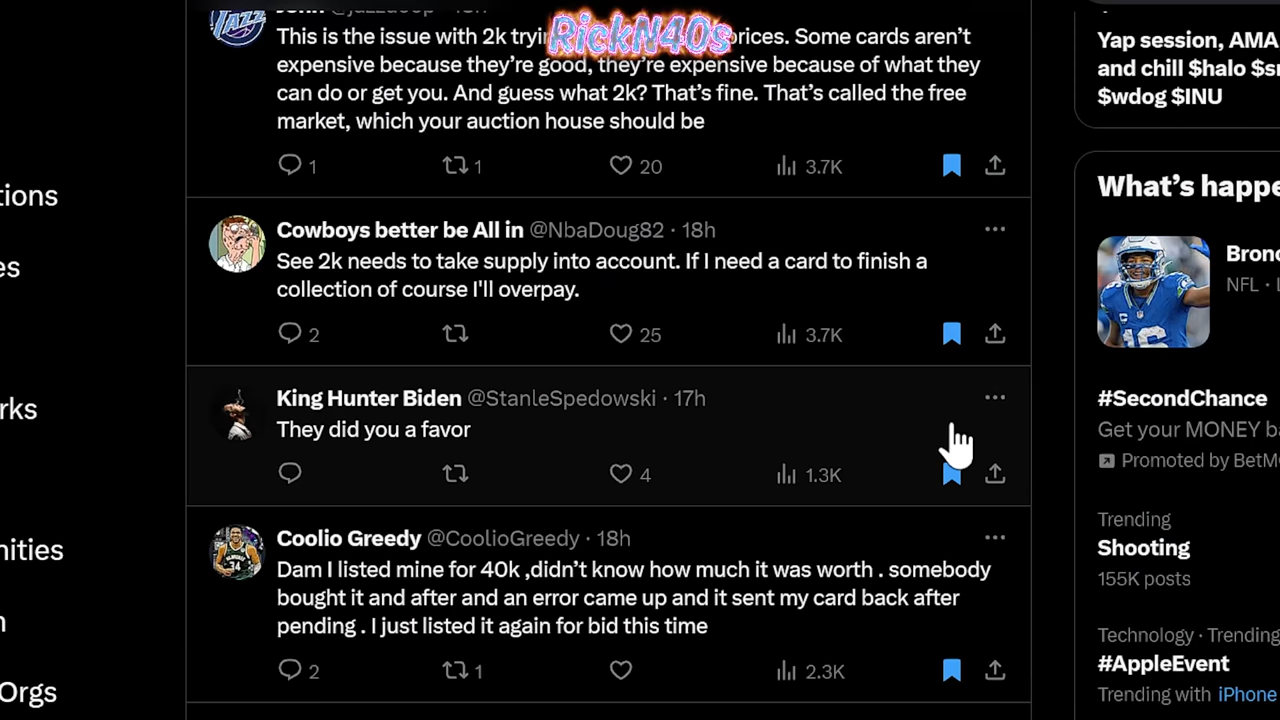 John @jazzdoop
RickN40s
This is the issue with 2k prices. Some cards aren't
expensive because they're good, they're expensive because of what they
can do or get you. And guess what 2k? That's fine. That's called the free
market, which your auction house should be
1 1 20 3.7K
Cowboys better be All in @NbaDoug82 · 18h
See 2k needs to take supply into account. If I need a card to finish a
collection of course I'll overpay.
2 25 3.7K
King Hunter Biden @StanleSpedowski · 17h
They did you a favor
4 1.3K
Coolio Greedy @CoolioGreedy · 18h
Dam I listed mine for 40k ,didn't know how much it was worth . somebody
bought it and after and an error came up and it sent my card back after
pending . I just listed it again for bid this time
2 1 2.3K
tions
es
rks
nities
n
Orgs
Yap session, AMA
and chill $halo
$wdog $INU
What's happe
Bronc
NFL ·
#SecondChance
Get your MONEY ba
Promoted by BetM
Trending
Shooting
155K posts
Technology · Trending
#AppleEvent
Trending with iPhone